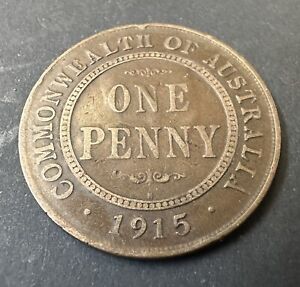 COMMONWEALTH OF AUSTRALIA
ONE
PENNY
· 1915 ·